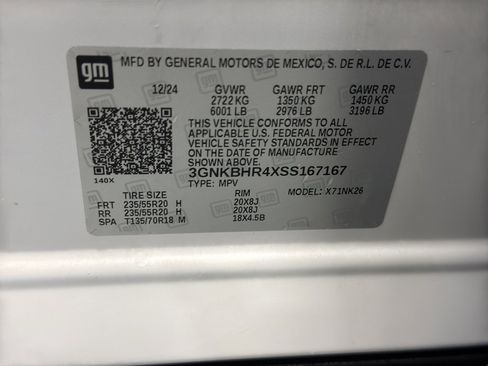 gm
MFD BY GENERAL MOTORS DE MEXICO, S. DE R.L. DE C.V.
12/24 GVWR GAWR FRT GAWR RR
2722 KG 1350 KG 1450 KG
6001 LB 2976 LB 3196 LB
THIS VEHICLE CONFORMS TO ALL
APPLICABLE U.S. FEDERAL MOTOR
VEHICLE SAFETY STANDARDS IN EFFECT
ON THE DATE OF MANUFACTURE SHOWN ABOVE.
3GNKBHR4XSS167167
140X TYPE: MPV MODEL: X71NK26
TIRE SIZE RIM
FRT 235/55R20 H 20X8J
RR 235/55R20 H 20X8J
SPA T135/70R18 M 18X4.5B